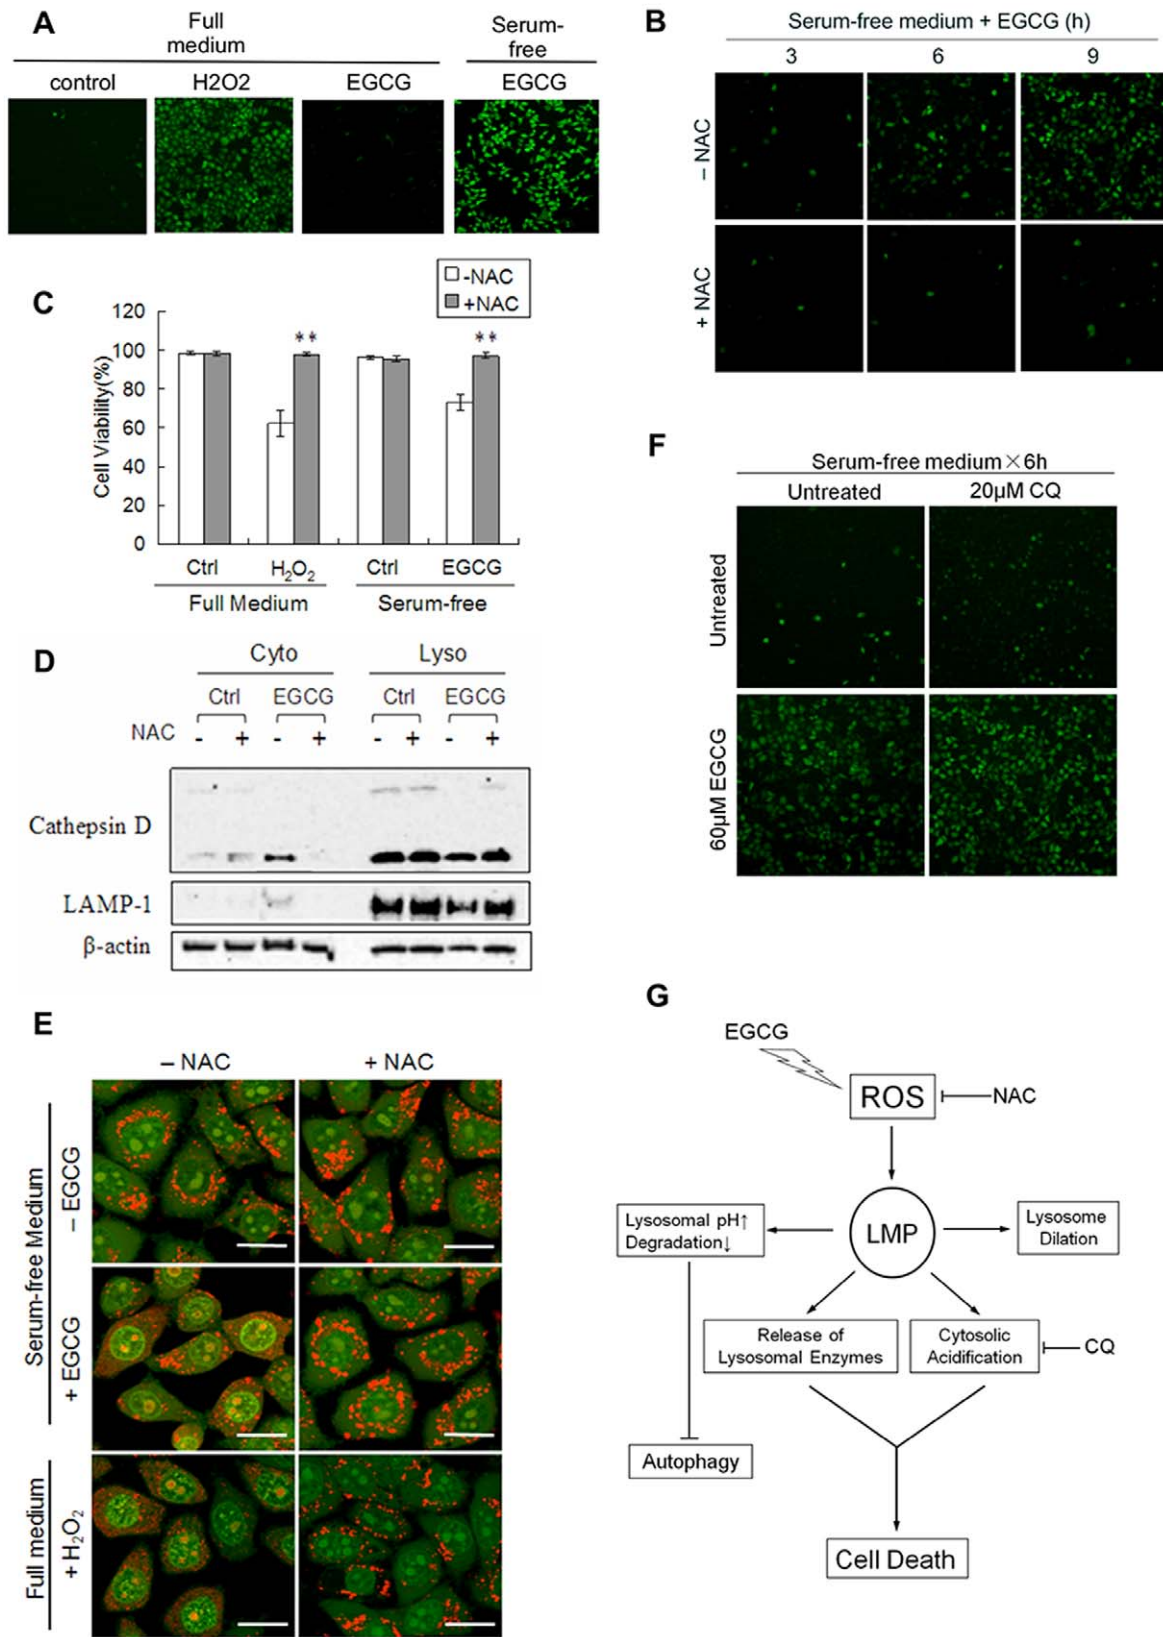 A
Full
medium
Serum-
free
control
H2O2
EGCG
EGCG
B
Serum-free medium + EGCG (h)
3
6
9
– NAC
+ NAC
C
-NAC
+NAC
Cell Viability(%)
120
100
80
60
40
20
0
**
**
Ctrl
H₂O₂
Ctrl
EGCG
Full Medium
Serum-free
D
Cyto
Lyso
Ctrl
EGCG
Ctrl
EGCG
NAC
-
+
-
+
-
+
-
+
Cathepsin D
LAMP-1
β-actin
E
– NAC
+ NAC
Serum-free Medium
– EGCG
+ EGCG
Full medium
+ H₂O₂
F
Serum-free medium×6h
Untreated
20μM CQ
Untreated
60μM EGCG
G
EGCG
ROS
NAC
LMP
Lysosomal pH↑
Degradation↓
Lysosome
Dilation
Release of
Lysosomal Enzymes
Cytosolic
Acidification
CQ
Autophagy
Cell Death